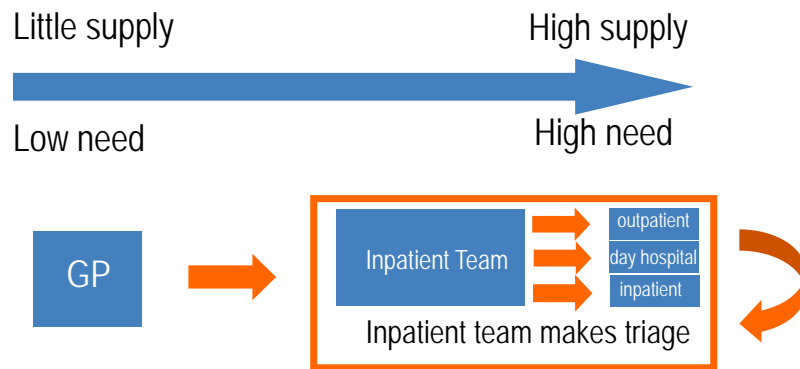 Little supply
High supply
Low need
High need
GP
Inpatient Team
outpatient
day hospital
inpatient
Inpatient team makes triage